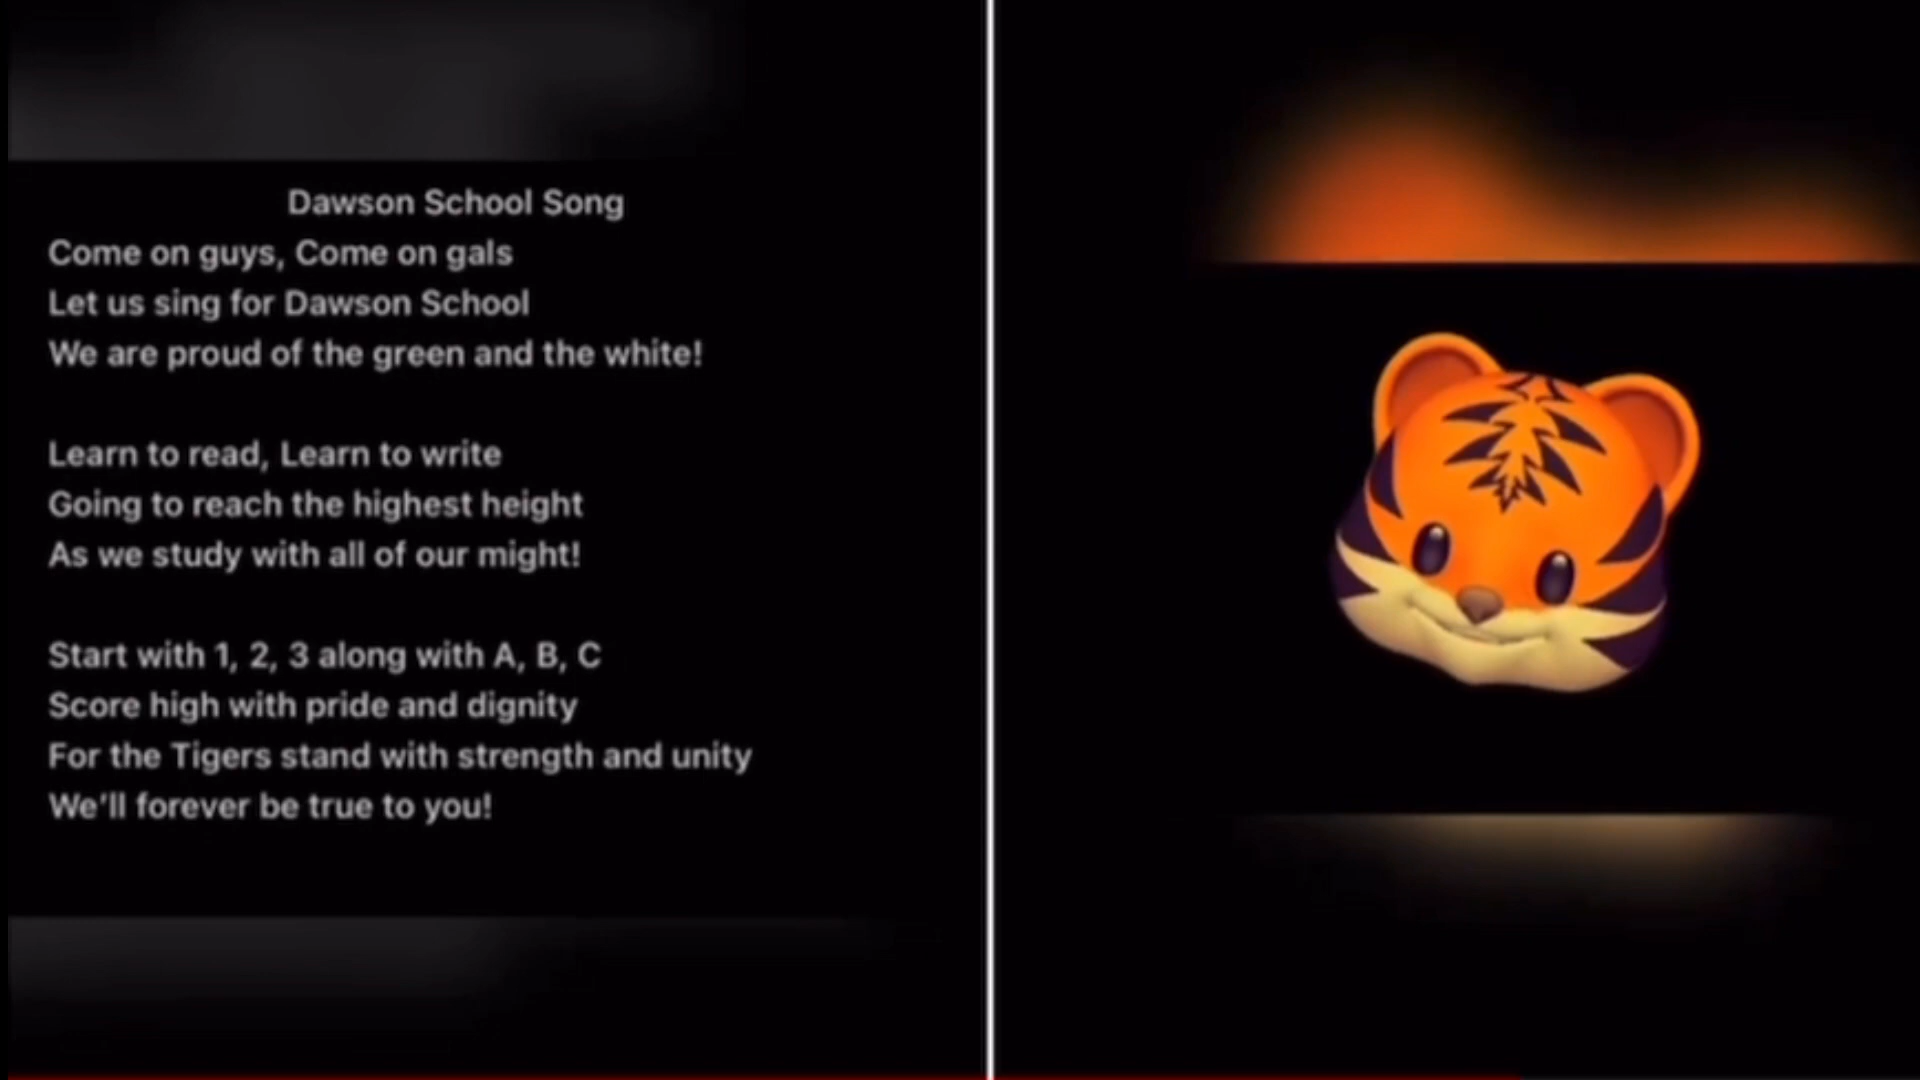 Dawson School Song
Come on guys, Come on gals
Let us sing for Dawson School
We are proud of the green and the white!
Learn to read, Learn to write
Going to reach the highest height
As we study with all of our might!
Start with 1, 2, 3 along with A, B, C
Score high with pride and dignity
For the Tigers stand with strength and unity
We'll forever be true to you!